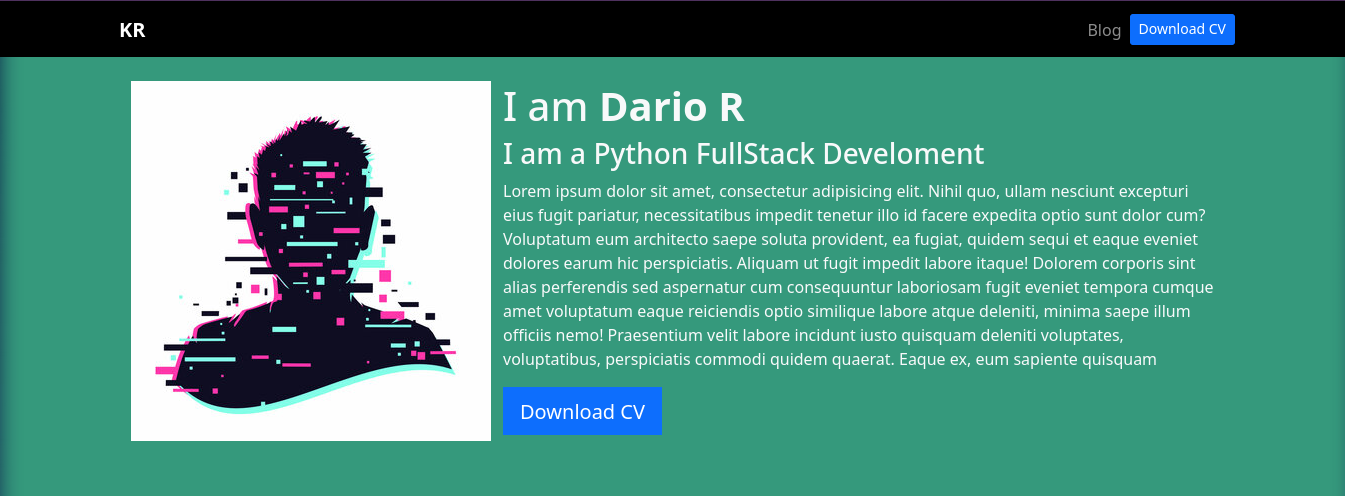 KR
Blog
Download CV
I am Dario R
I am a Python FullStack Develoment
Lorem ipsum dolor sit amet, consectetur adipisicing elit. Nihil quo, ullam nesciunt excepturi
eius fugit pariatur, necessitatibus impedit tenetur illo id facere expedita optio sunt dolor cum?
Voluptatum eum architecto saepe soluta provident, ea fugiat, quidem sequi et eaque eveniet
dolores earum hic perspiciatis. Aliquam ut fugit impedit labore itaque! Dolorem corporis sint
alias perferendis sed aspernatur cum consequuntur laboriosam fugit eveniet tempora cumque
amet voluptatum eaque reiciendis optio similique labore atque deleniti, minima saepe illum
officiis nemo! Praesentium velit labore incidunt iusto quisquam deleniti voluptates,
voluptatibus, perspiciatis commodi quidem quaerat. Eaque ex, eum sapiente quisquam
Download CV